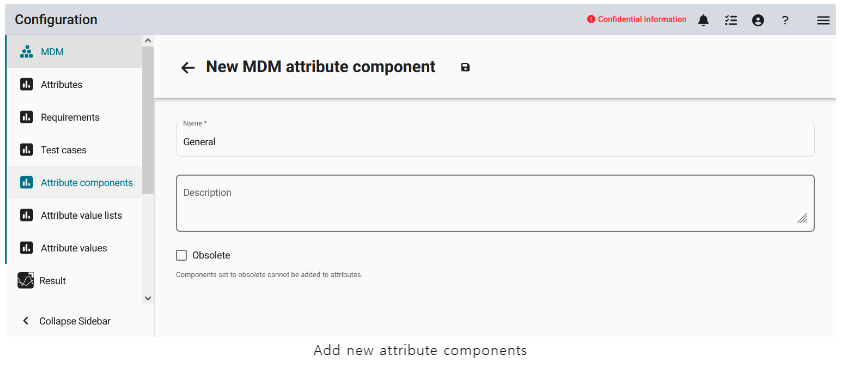 Configuration
Confidential information
?
MDM
Attributes
Requirements
Test cases
Attribute components
Attribute value lists
Attribute values
Result
Collapse Sidebar
New MDM attribute component
Name *
General
Description
Obsolete
Components set to obsolete cannot be added to attributes.
Add new attribute components